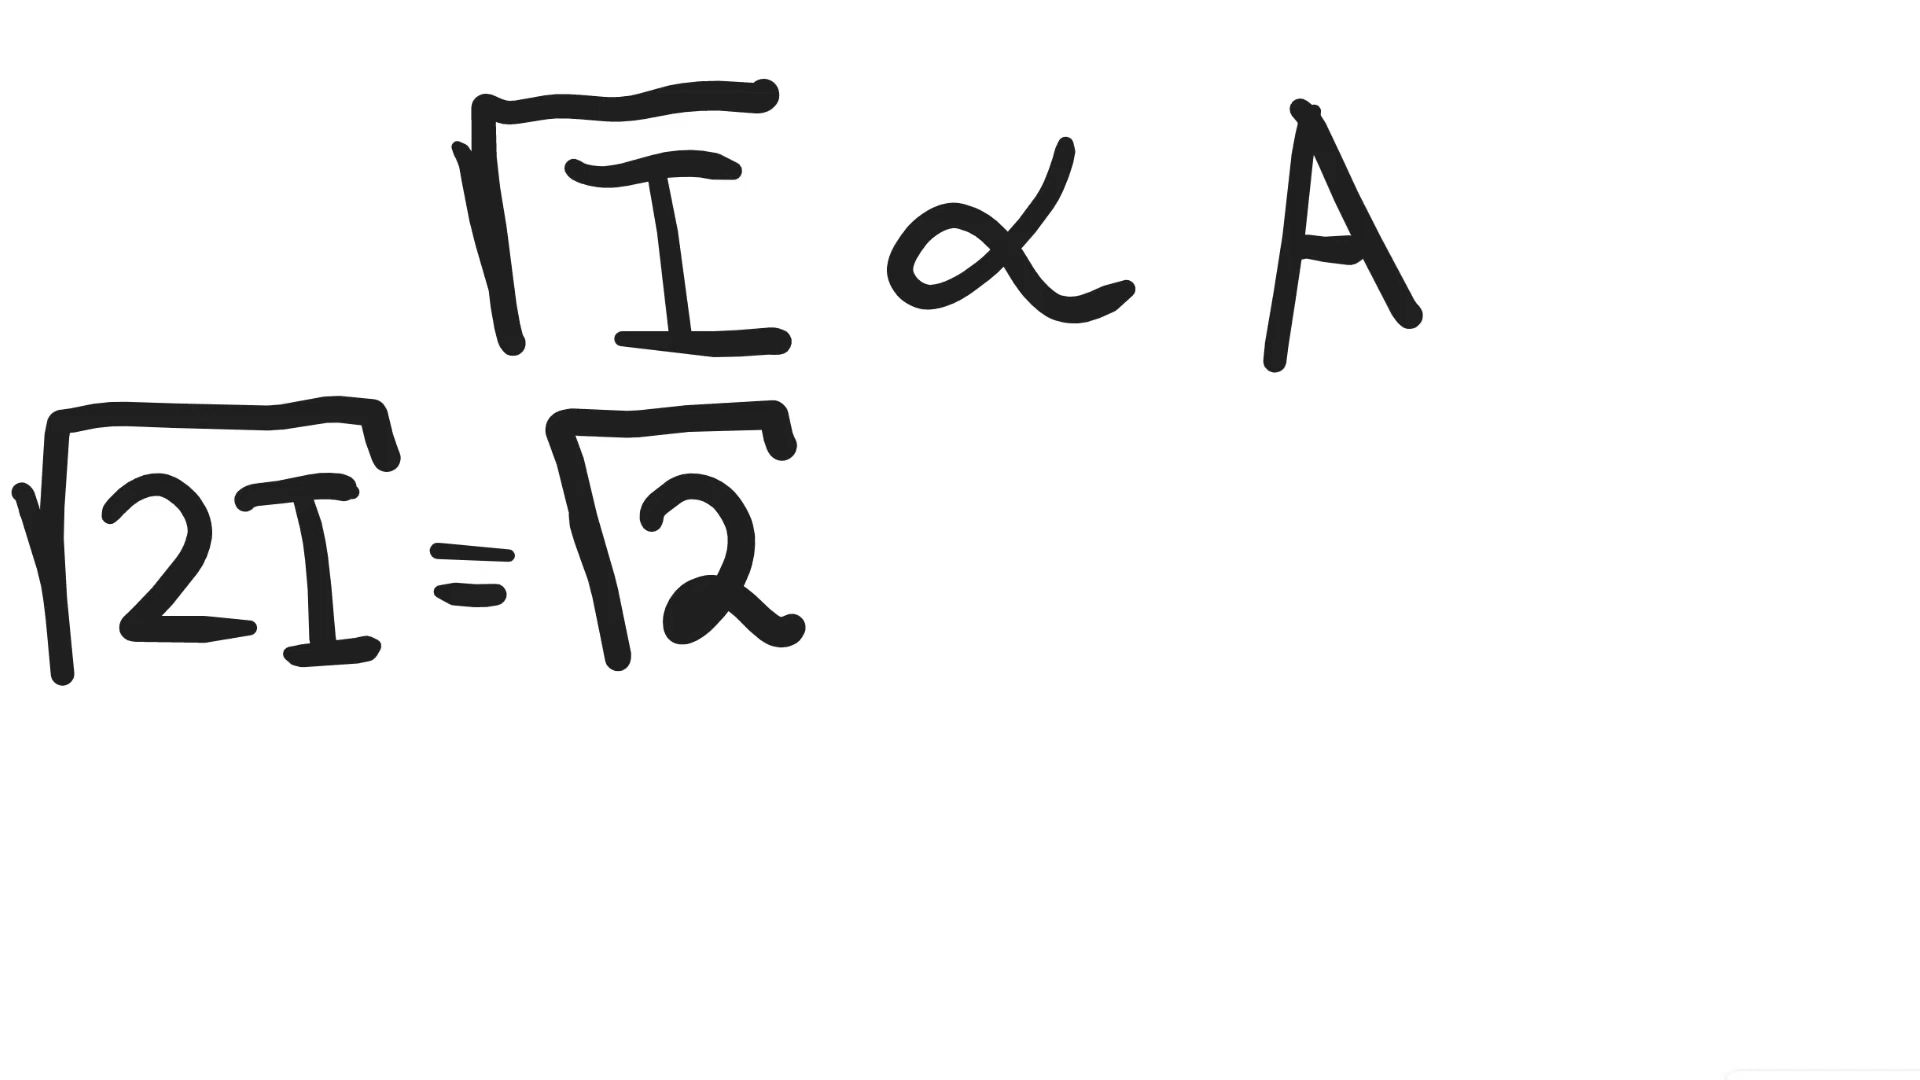 √I ∝ A
√2I = √2